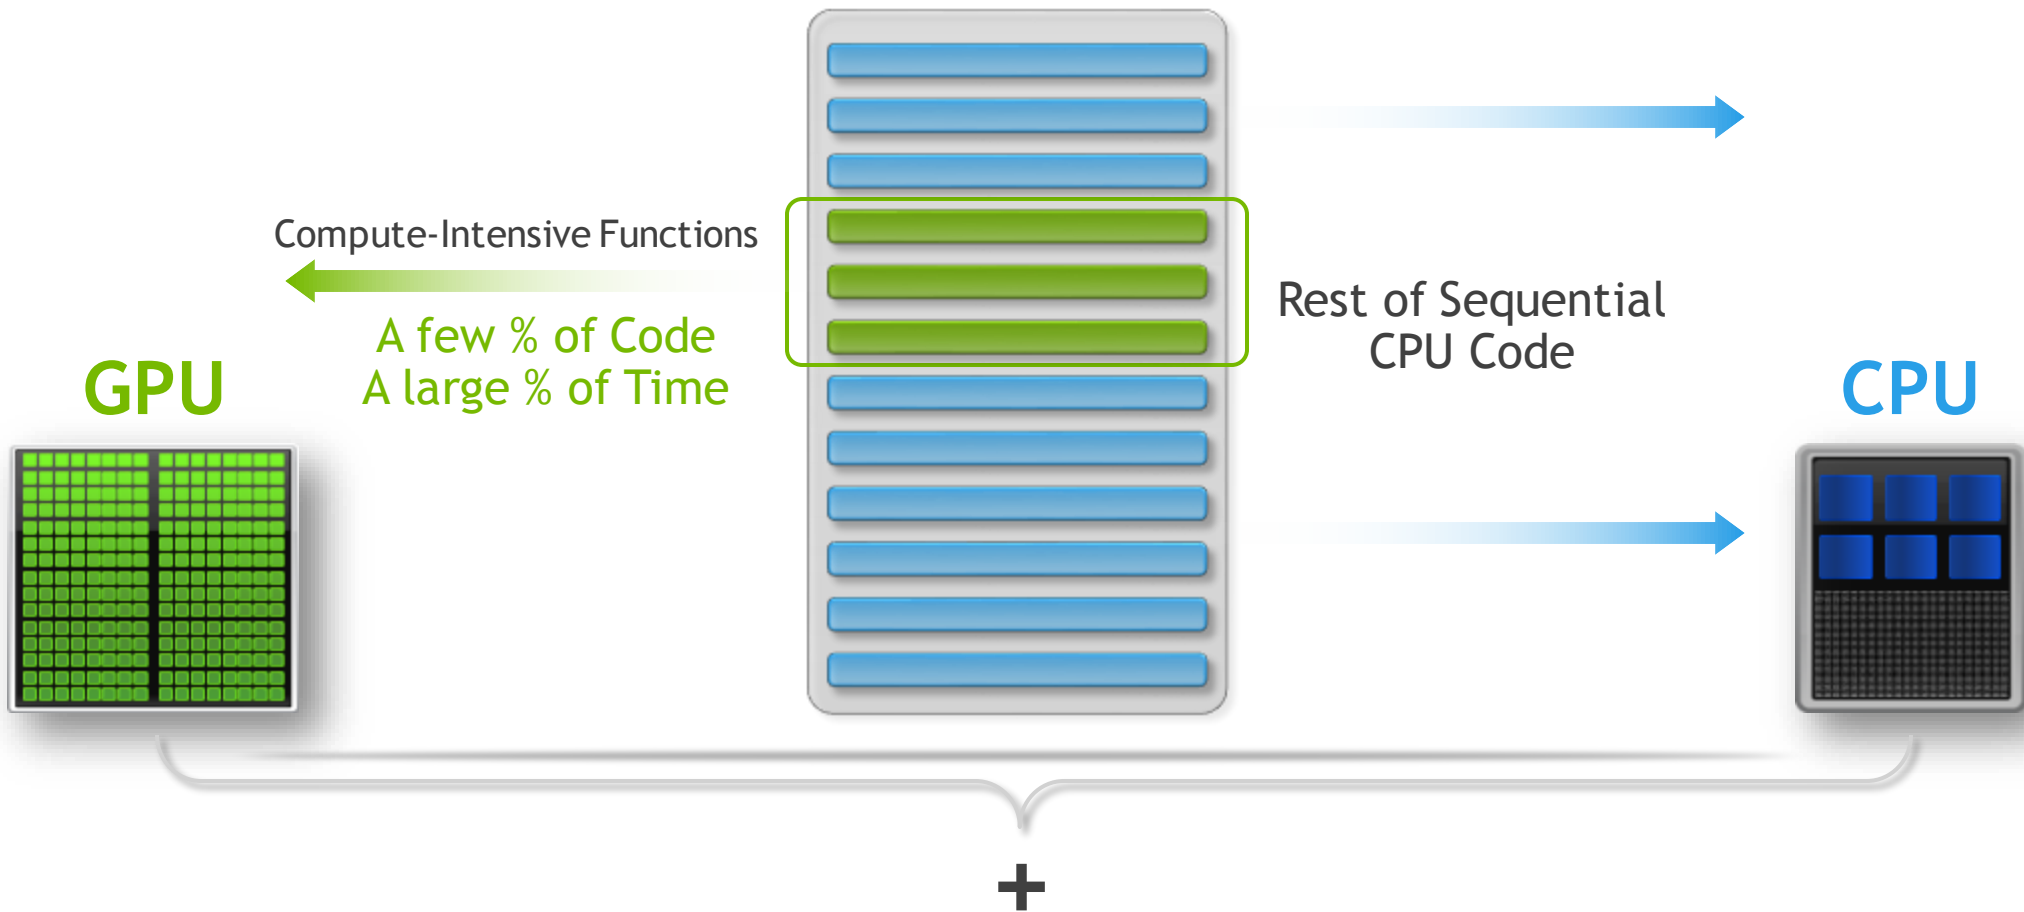 Compute-Intensive Functions
A few % of Code
A large % of Time
GPU
Rest of Sequential
CPU Code
CPU
+